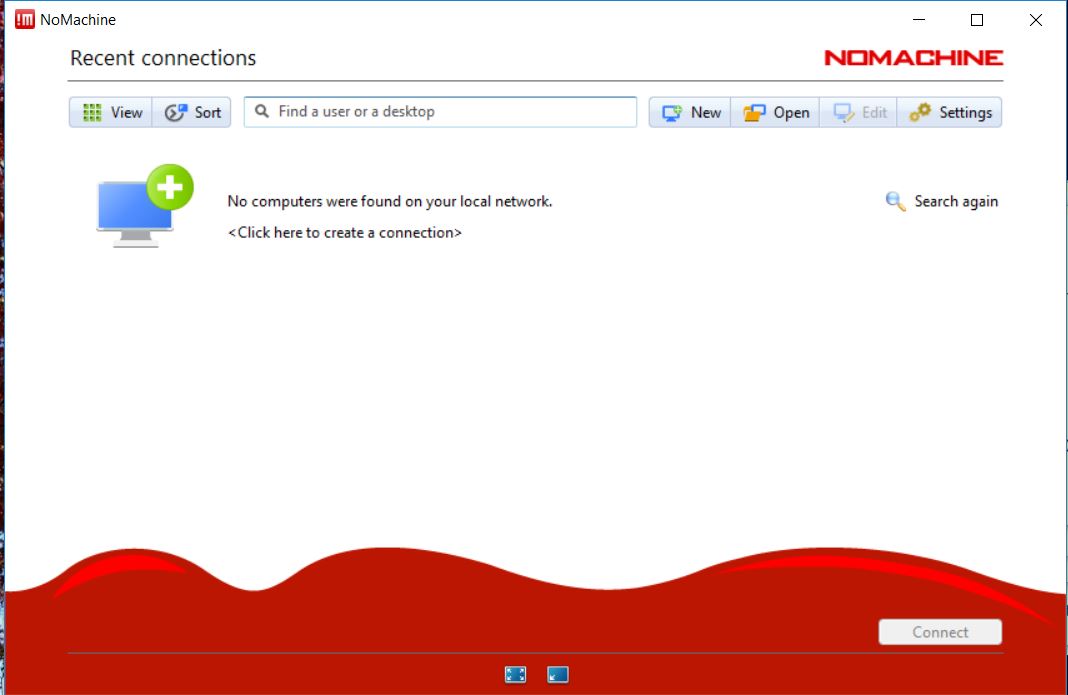 !M NoMachine
Recent connections
NOMACHINE
View
Sort
Find a user or a desktop
New
Open
Edit
Settings
No computers were found on your local network.
Search again
<Click here to create a connection>
Connect